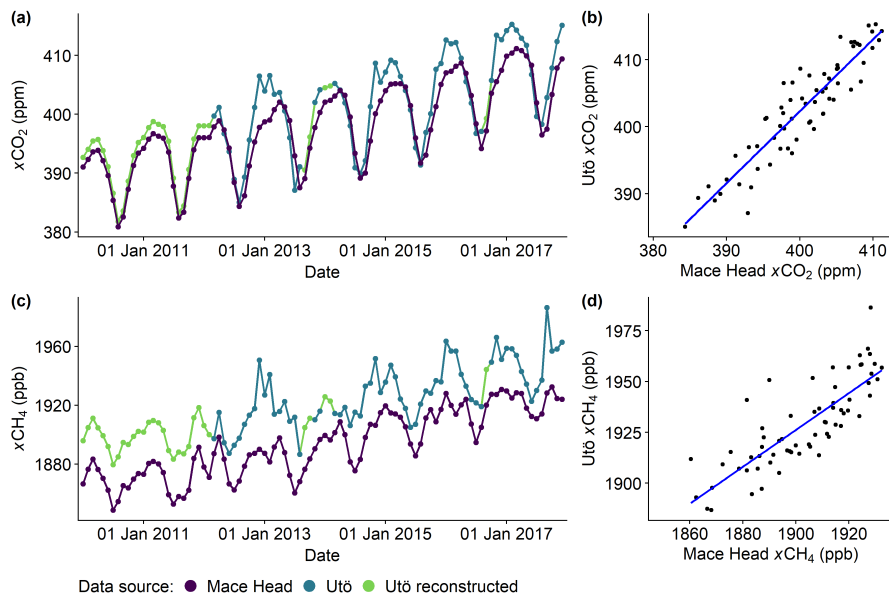 (a)
xCO₂ (ppm)
410
400
390
380
01 Jan 2011 01 Jan 2013 01 Jan 2015 01 Jan 2017
Date
(b)
Utö xCO₂ (ppm)
410
400
390
380 390 400 410
Mace Head xCO₂ (ppm)
(c)
xCH₄ (ppb)
1960
1920
1880
01 Jan 2011 01 Jan 2013 01 Jan 2015 01 Jan 2017
Date
(d)
Utö xCH₄ (ppb)
1975
1950
1925
1900
1860 1880 1900 1920
Mace Head xCH₄ (ppb)
Data source: Mace Head Utö Utö reconstructed